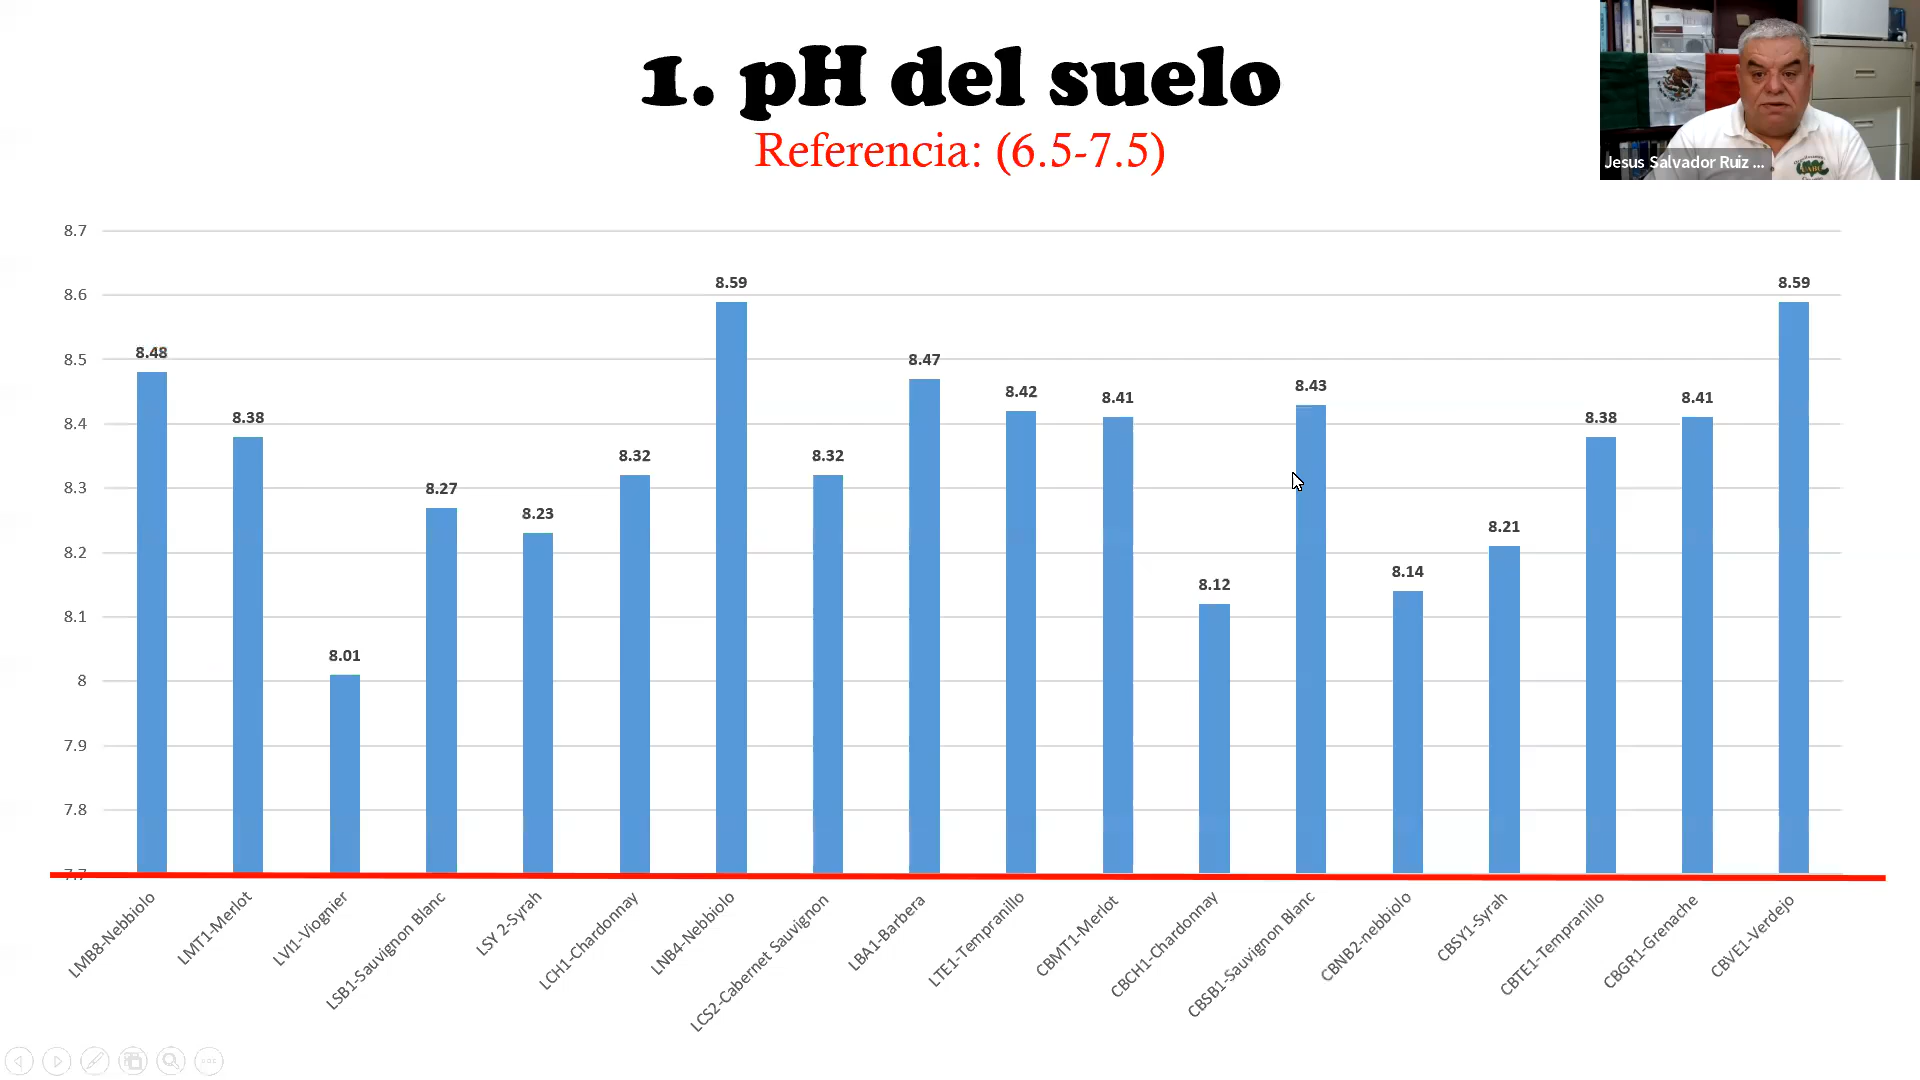 1. pH del suelo
Referencia: (6.5-7.5)
Jesus Salvador Ruiz ...
8.7
8.6
8.5
8.4
8.3
8.2
8.1
8
7.9
7.8
7.7
8.48
8.38
8.01
8.27
8.23
8.32
8.59
8.32
8.47
8.42
8.41
8.12
8.43
8.14
8.21
8.38
8.41
8.59
LMB8-Nebbiolo
LMT1-Merlot
LVI1-Viognier
LSB1-Sauvignon Blanc
LSY 2-Syrah
LCH1-Chardonnay
LNB4-Nebbiolo
LCS2-Cabernet Sauvignon
LBA1-Barbera
LTE1-Tempranillo
CBMT1-Merlot
CBCH1-Chardonnay
CBSB1-Sauvignon Blanc
CBNB2-nebbiolo
CBSY1-Syrah
CBTE1-Tempranillo
CBGR1-Grenache
CBVE1-Verdejo